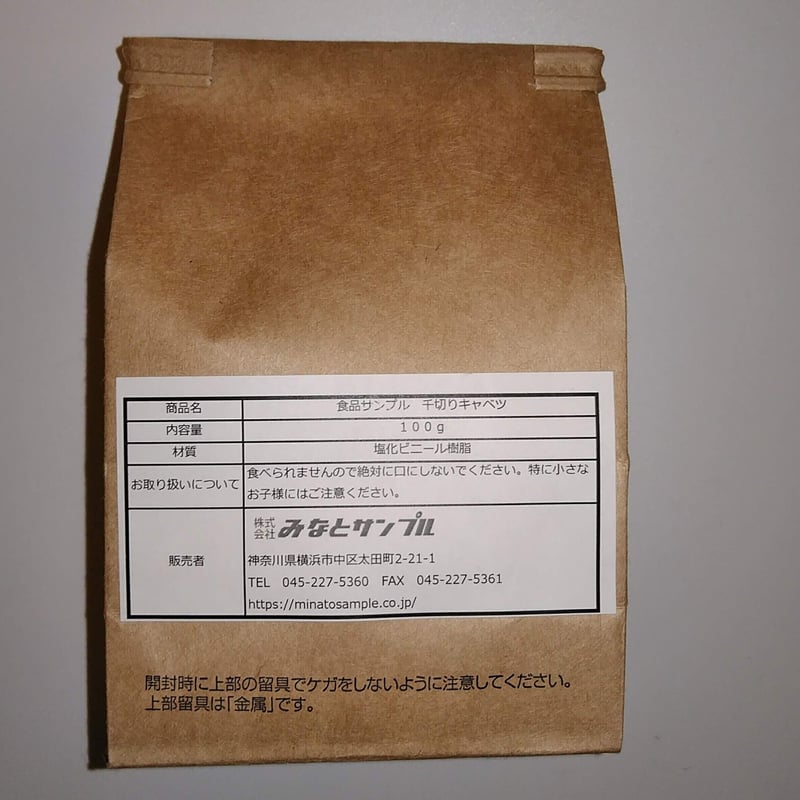 商品名 食品サンプル　千切りキャベツ
内容量 １００ｇ
材質 塩化ビニール樹脂
お取り扱いについて 食べられませんので絶対に口にしないでください。特に小さな
お子様にはご注意ください。
販売者 株式会社 みなとサンプル
神奈川県横浜市中区太田町2-21-1
TEL　045-227-5360　FAX　045-227-5361
https://minatosample.co.jp/
開封時に上部の留具でケガをしないように注意してください。
上部留具は「金属」です。